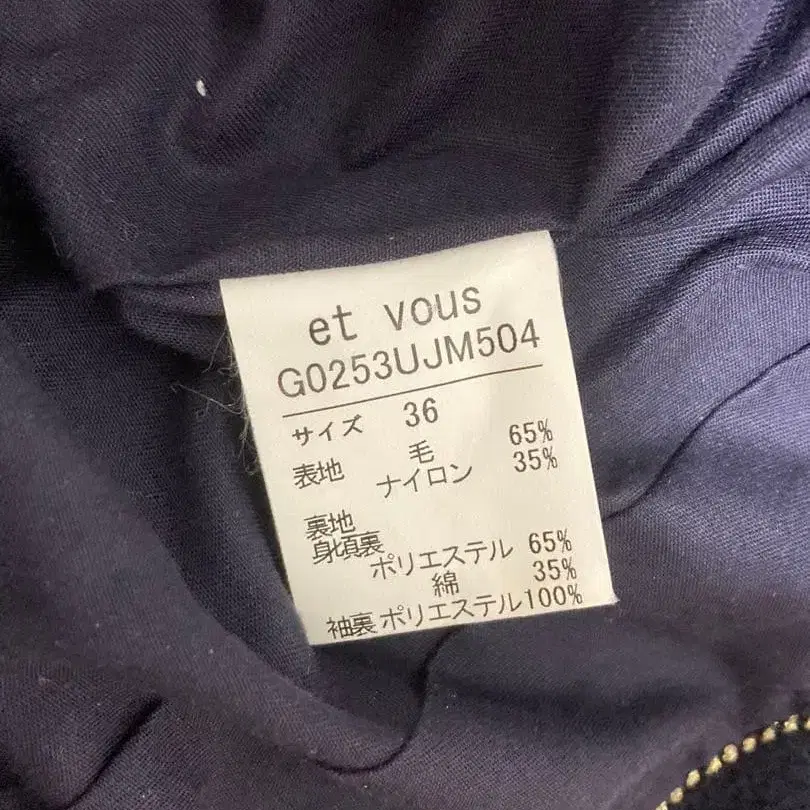 et vous
G0253UJM504
サイズ 36
表地 毛 65%
ナイロン 35%
裏地
身頃裏
ポリエステル 65%
綿 35%
袖裏 ポリエステル100%